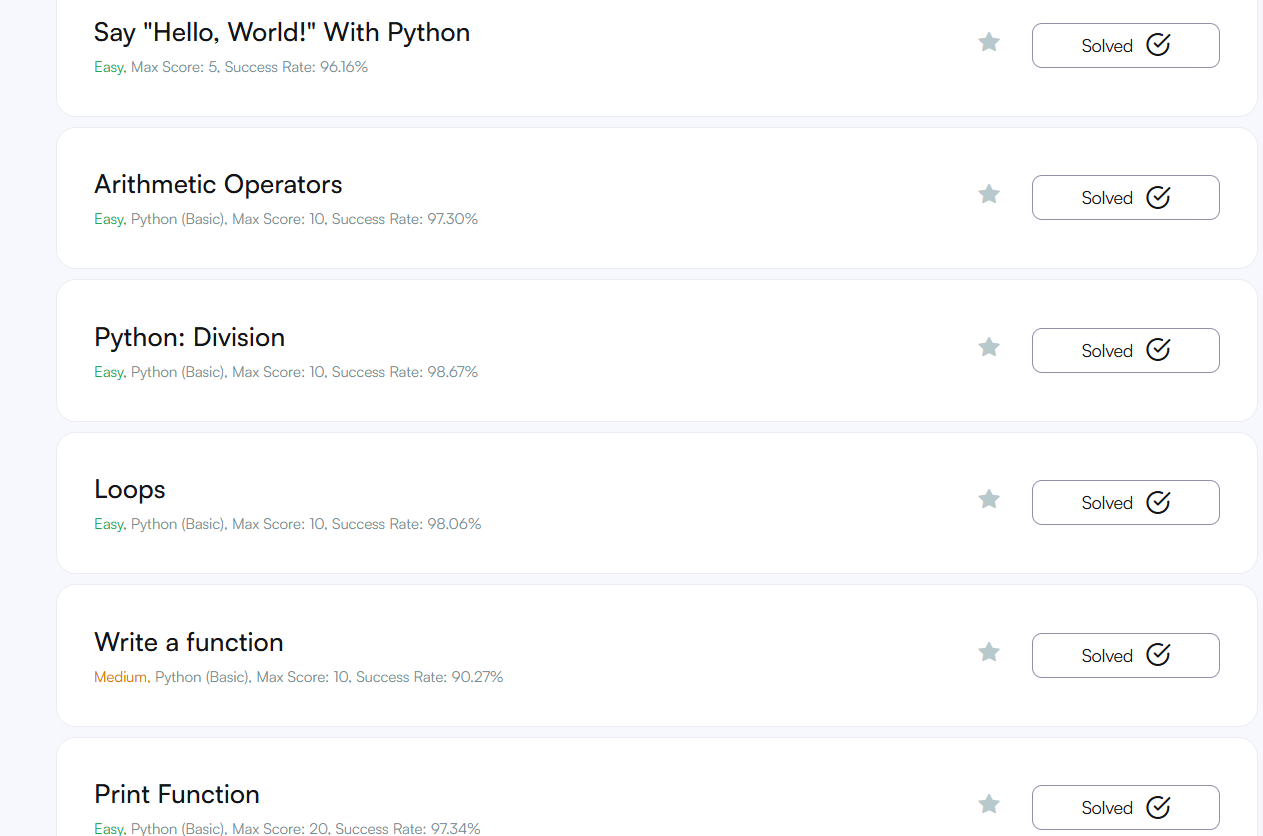 Say "Hello, World!" With Python
Solved
Easy, Max Score: 5, Success Rate: 96.16%
Arithmetic Operators
Solved
Easy, Python (Basic), Max Score: 10, Success Rate: 97.30%
Python: Division
Solved
Easy, Python (Basic), Max Score: 10, Success Rate: 98.67%
Loops
Solved
Easy, Python (Basic), Max Score: 10, Success Rate: 98.06%
Write a function
Solved
Medium, Python (Basic), Max Score: 10, Success Rate: 90.27%
Print Function
Solved
Easy, Python (Basic), Max Score: 20, Success Rate: 97.34%